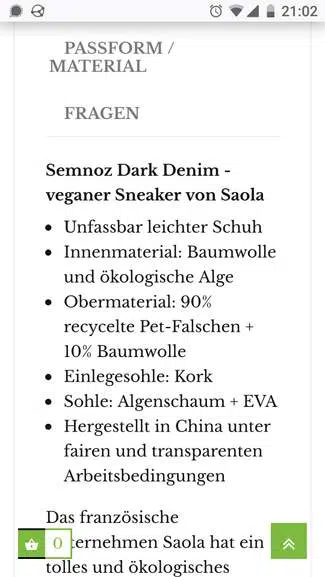 21:02
PASSFORM /
MATERIAL
FRAGEN
Semnoz Dark Denim -
veganer Sneaker von Saola
• Unfassbar leichter Schuh
• Innenmaterial: Baumwolle
und ökologische Alge
• Obermaterial: 90%
recycelte Pet-Falschen +
10% Baumwolle
• Einlegesohle: Kork
• Sohle: Algenschaum + EVA
• Hergestellt in China unter
fairen und transparenten
Arbeitsbedingungen
Das französische
0 ternehmen Saola hat ein
tolles und ökologisches